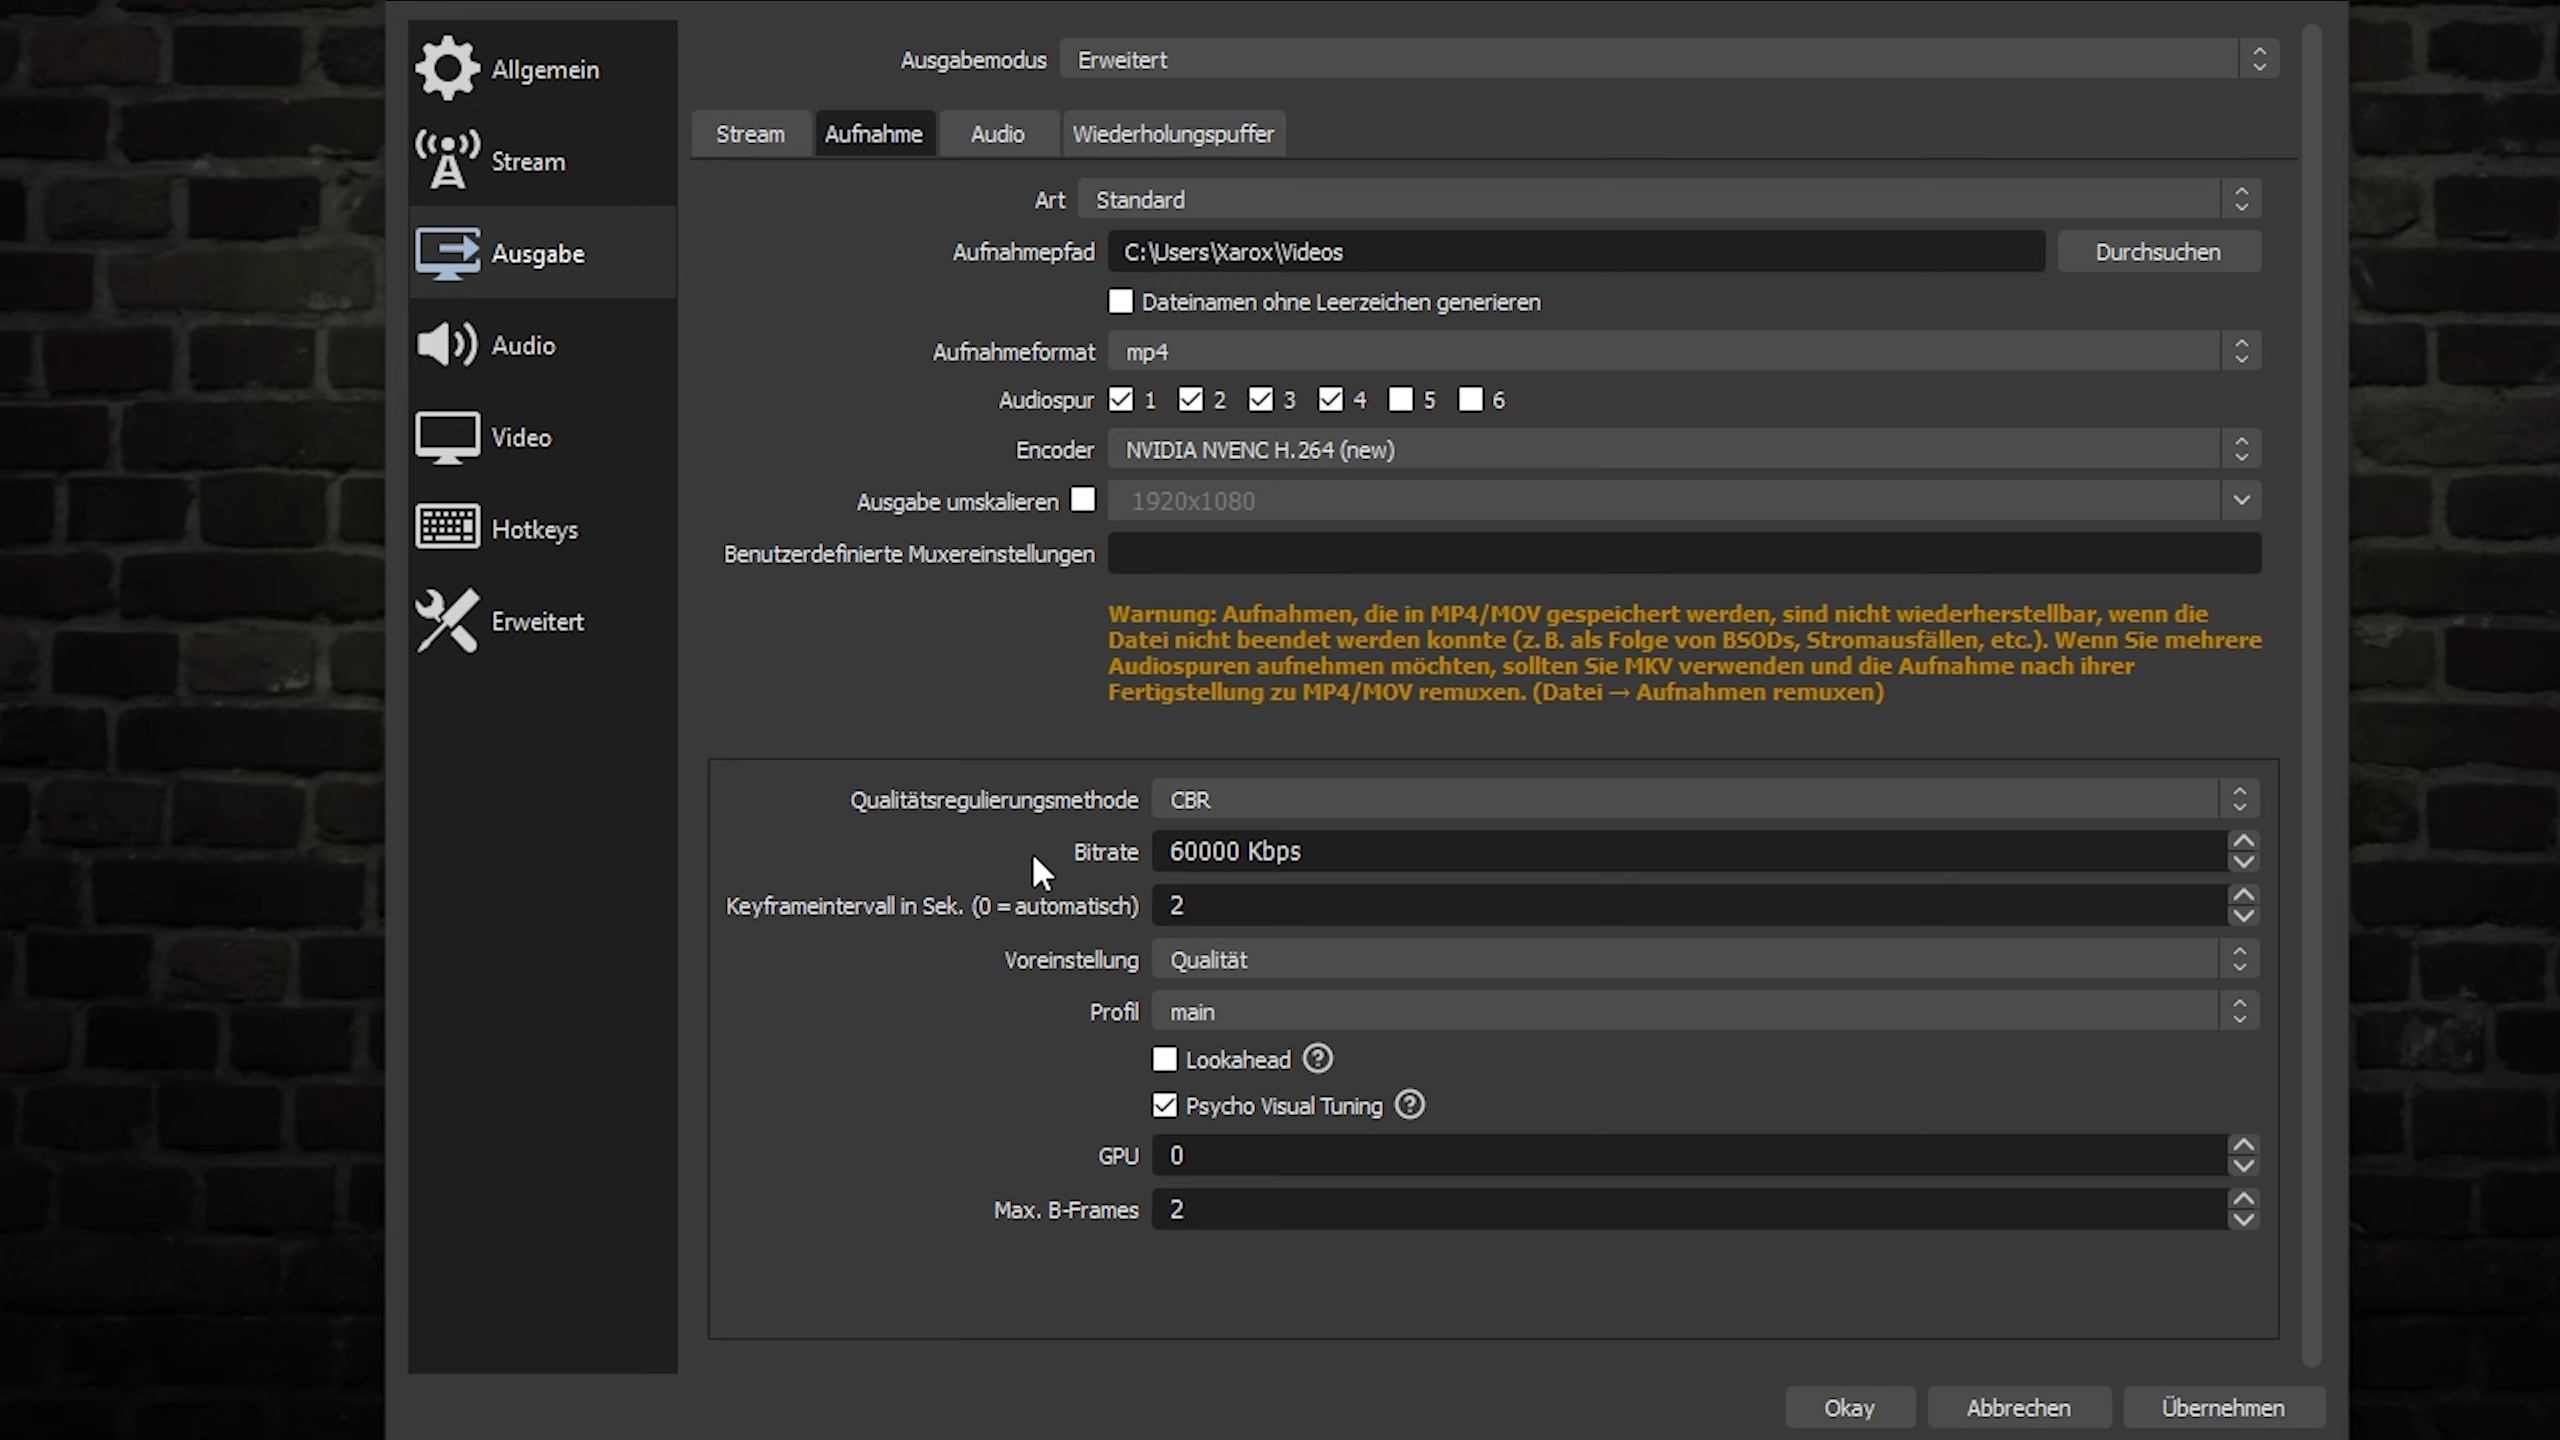 Allgemein
Stream
Ausgabe
Audio
Video
Hotkeys
Erweitert
Ausgabemodus Erweitert
Stream Aufnahme Audio Wiederholungspuffer
Art Standard
Aufnahmepfad C:\Users\Xarox\Videos Durchsuchen
Dateinamen ohne Leerzeichen generieren
Aufnahmeformat mp4
Audiospur 1 2 3 4 5 6
Encoder NVIDIA NVENC H.264 (new)
Ausgabe umskalieren 1920x1080
Benutzerdefinierte Muxereinstellungen
Warnung: Aufnahmen, die in MP4/MOV gespeichert werden, sind nicht wiederherstellbar, wenn die
Datei nicht beendet werden konnte (z. B. als Folge von BSODs, Stromausfällen, etc.). Wenn Sie mehrere
Audiospuren aufnehmen möchten, sollten Sie MKV verwenden und die Aufnahme nach ihrer
Fertigstellung zu MP4/MOV remuxen. (Datei → Aufnahmen remuxen)
Qualitätsregulierungsmethode CBR
Bitrate 60000 Kbps
Keyframeintervall in Sek. (0 = automatisch) 2
Voreinstellung Qualität
Profil main
Lookahead ?
Psycho Visual Tuning ?
GPU 0
Max. B-Frames 2
Okay Abbrechen Übernehmen